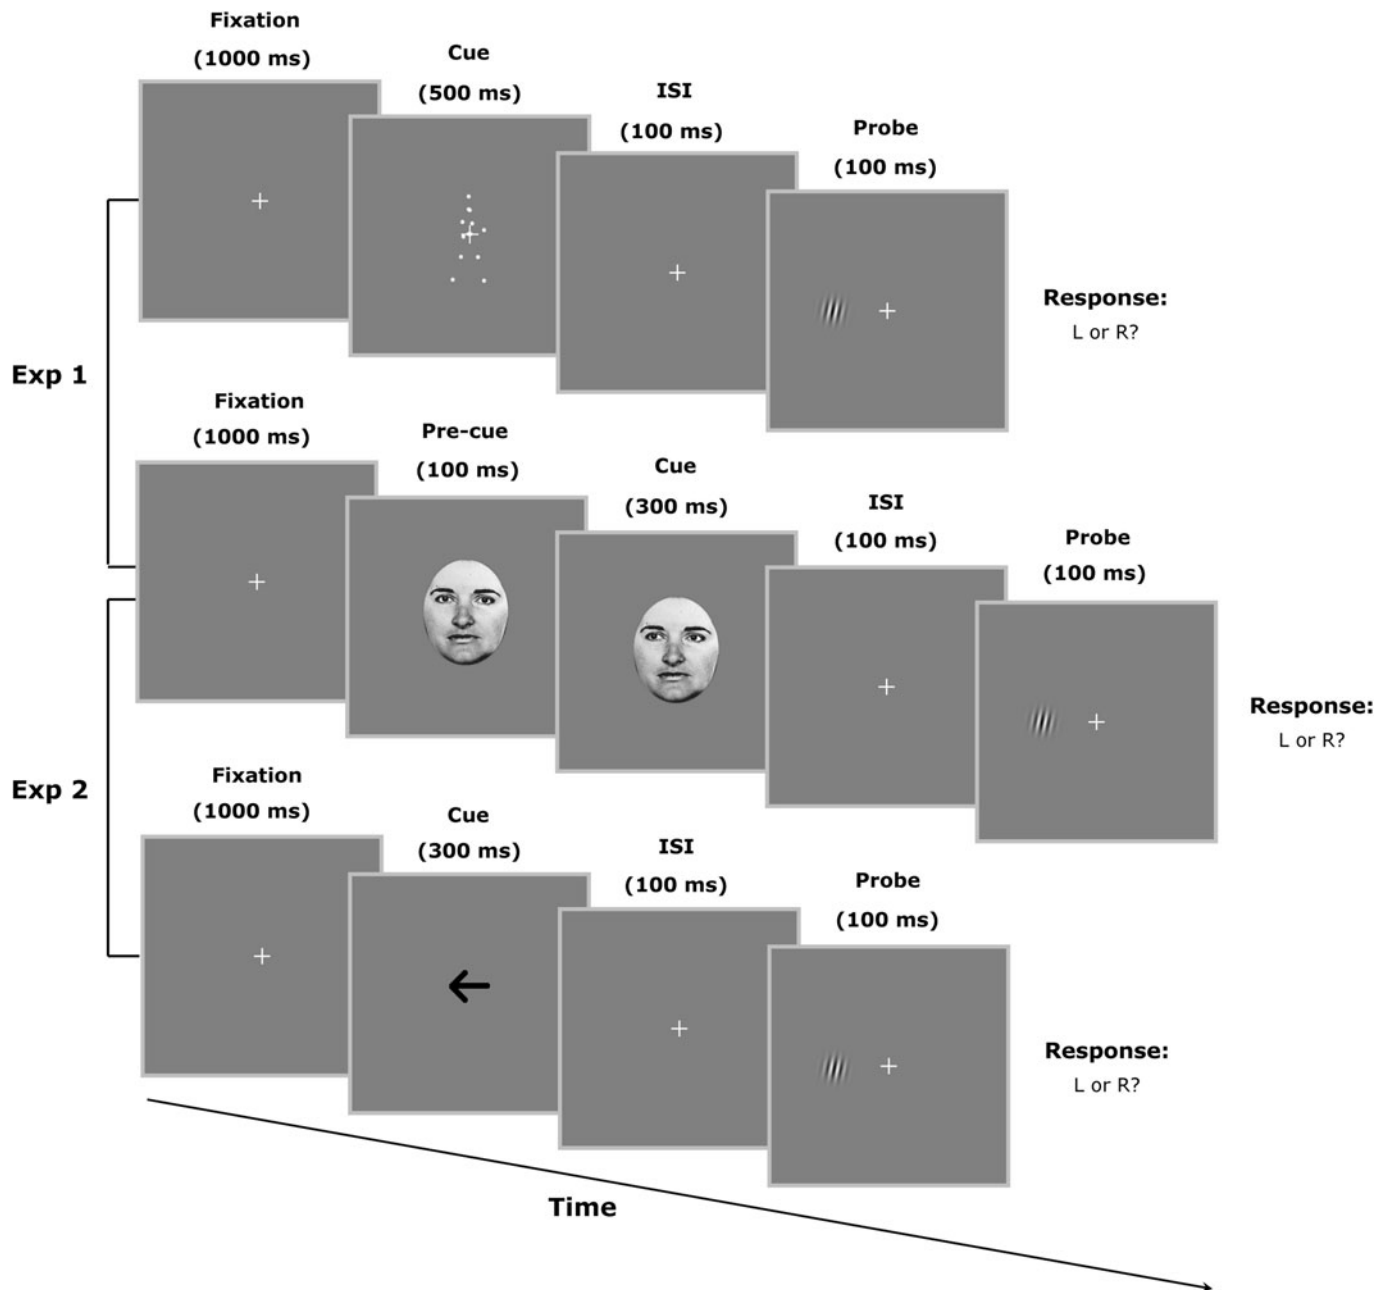 Fixation
(1000 ms)
Cue
(500 ms)
ISI
(100 ms)
Probe
(100 ms)
Response:
L or R?
Exp 1
Fixation
(1000 ms)
Pre-cue
(100 ms)
Cue
(300 ms)
ISI
(100 ms)
Probe
(100 ms)
Response:
L or R?
Exp 2
Fixation
(1000 ms)
Cue
(300 ms)
ISI
(100 ms)
Probe
(100 ms)
Response:
L or R?
Time